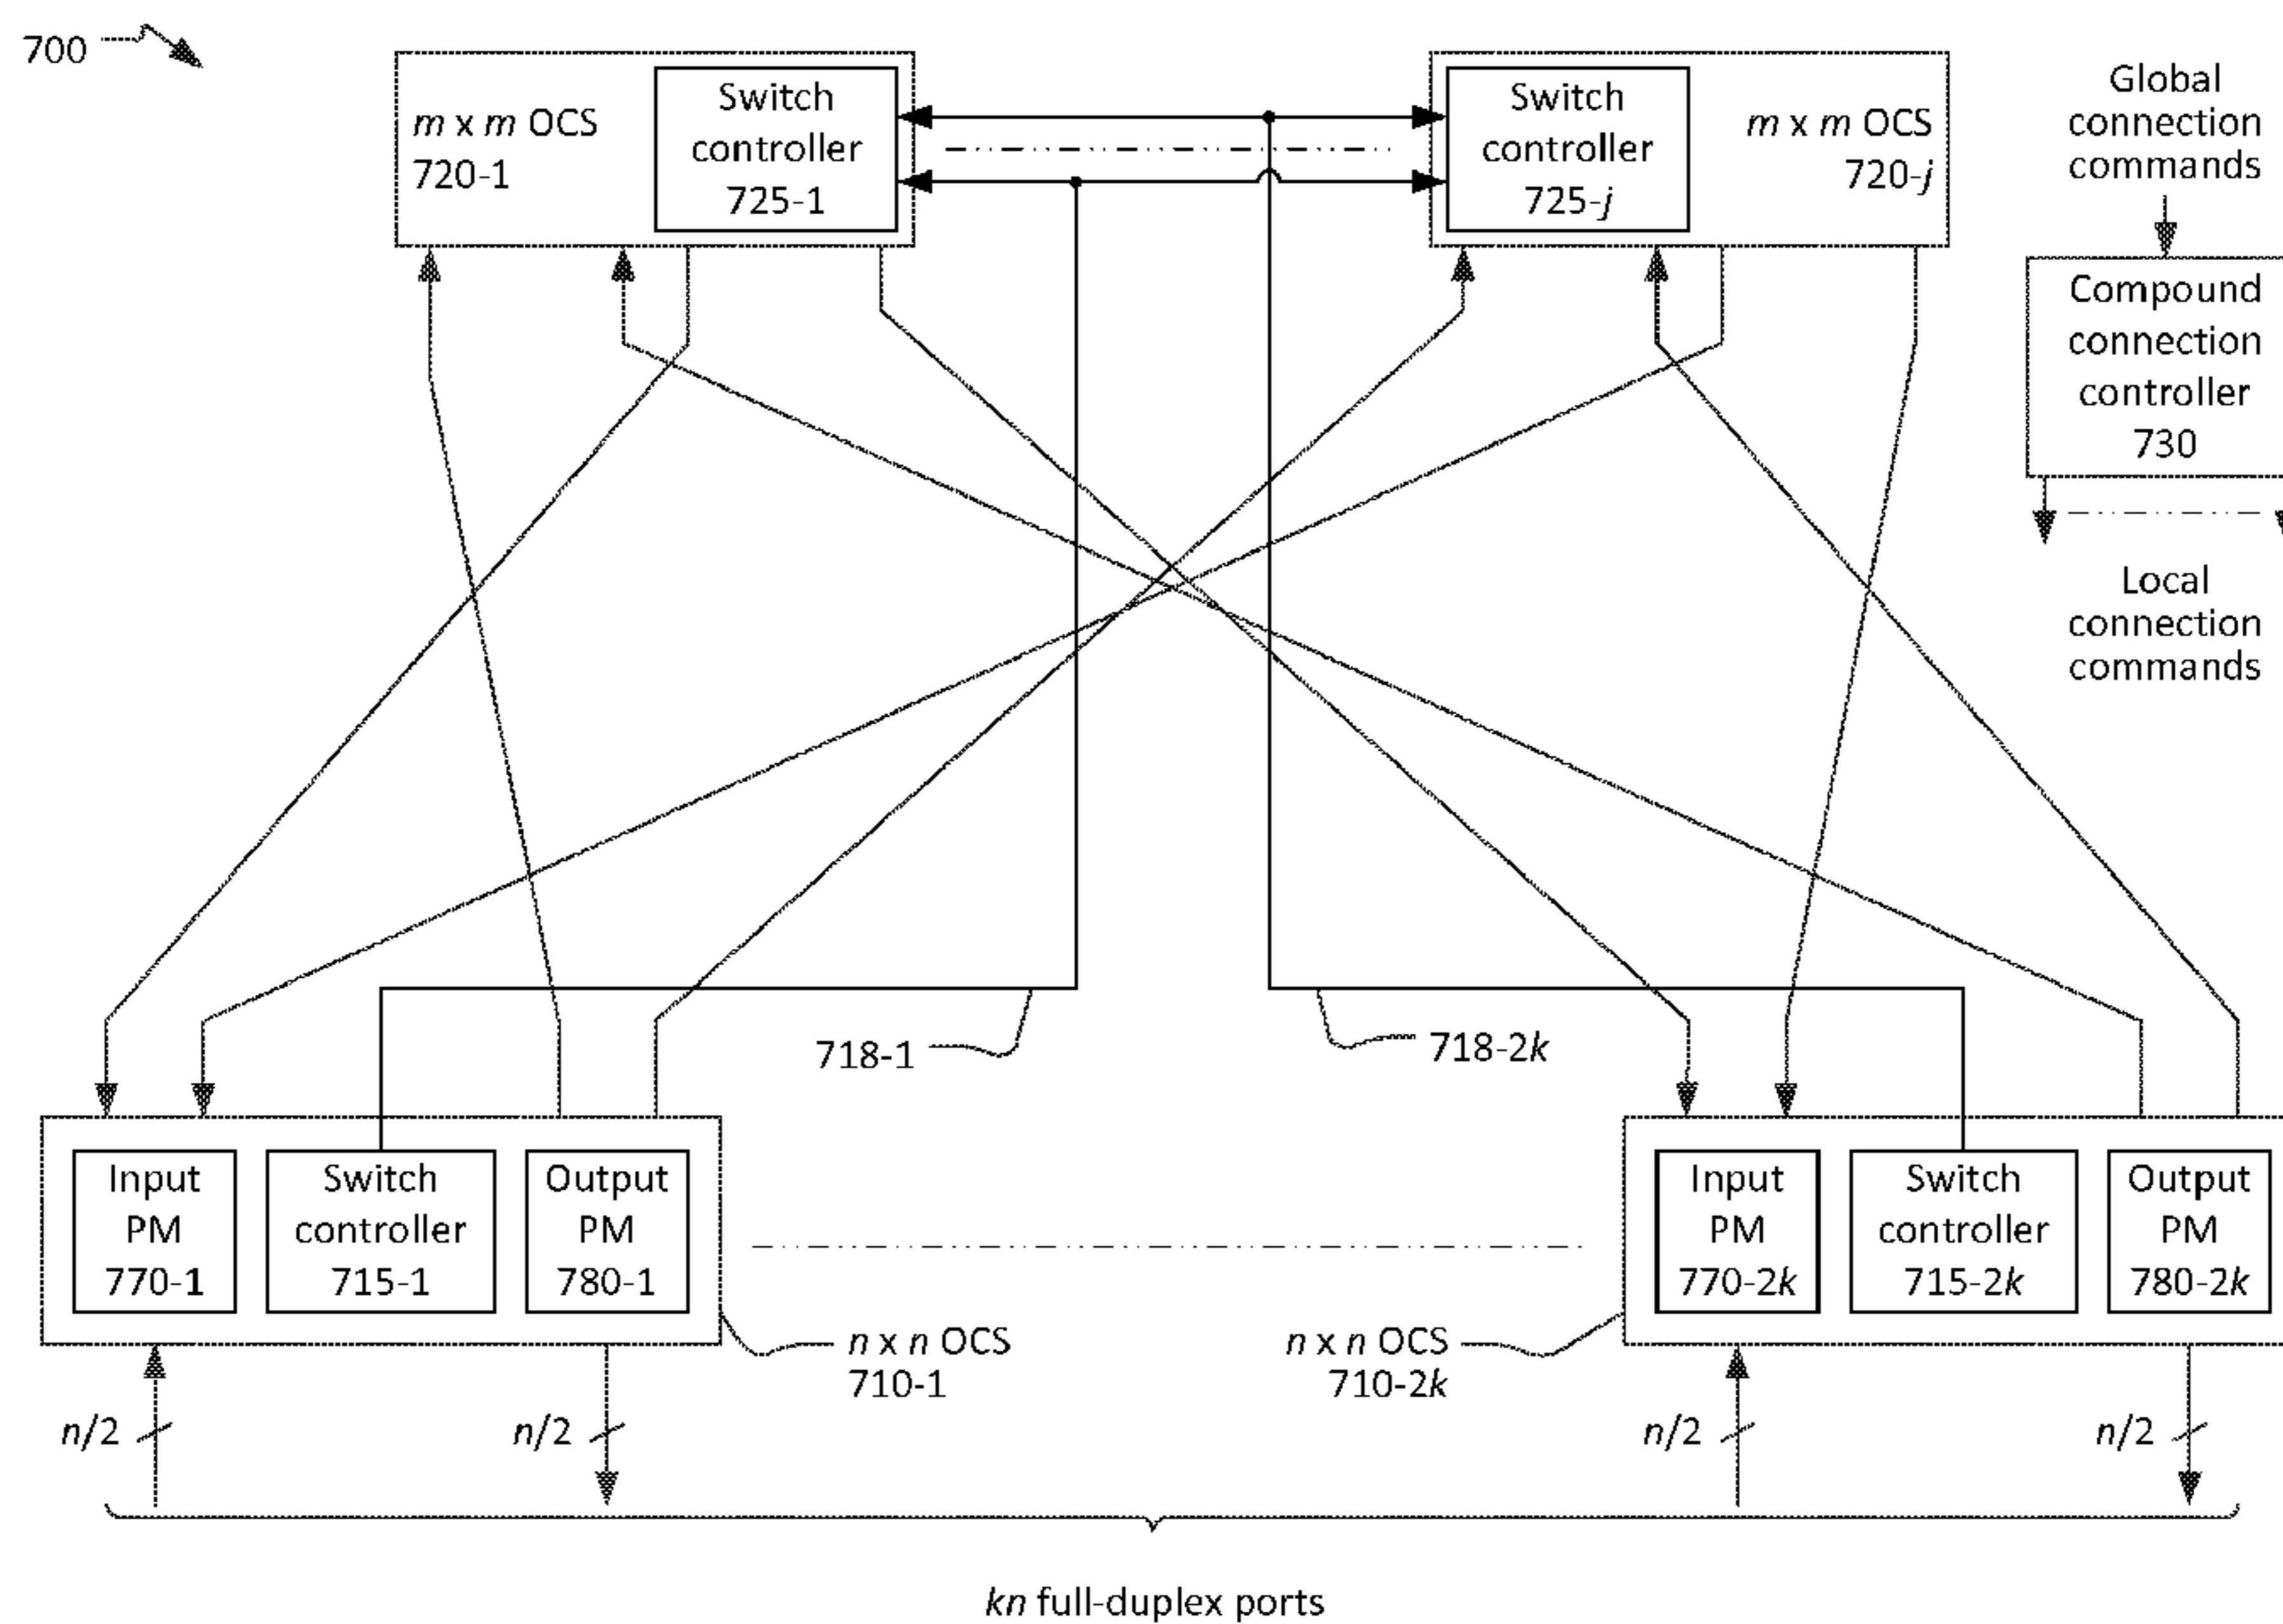 700
m x m OCS
720-1
Switch
controller
725-1
Switch
controller
725-j
m x m OCS
720-j
Global
connection
commands
Compound
connection
controller
730
Local
connection
commands
718-1
718-2k
Input
PM
770-1
Switch
controller
715-1
Output
PM
780-1
Input
PM
770-2k
Switch
controller
715-2k
Output
PM
780-2k
n x n OCS
710-1
n x n OCS
710-2k
n/2
n/2
n/2
n/2
kn full-duplex ports